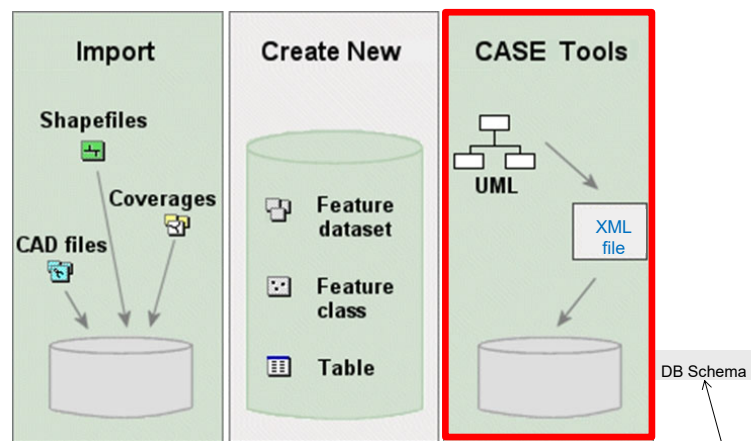 Import
Shapefiles
Coverages
CAD files
Create New
Feature
dataset
Feature
class
Table
CASE Tools
UML
XML
file
DB Schema